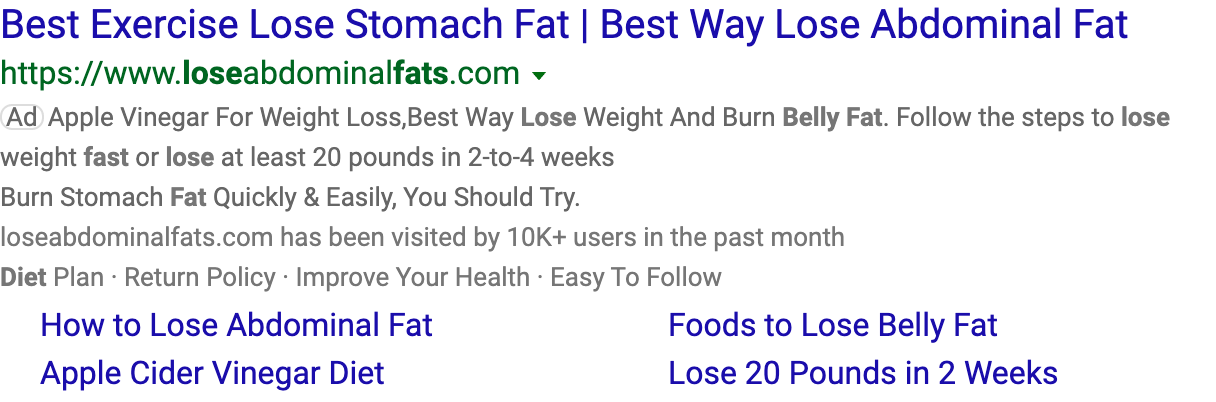 Best Exercise Lose Stomach Fat | Best Way Lose Abdominal Fat
https://www.loseabdominalfats.com
Ad Apple Vinegar For Weight Loss,Best Way Lose Weight And Burn Belly Fat. Follow the steps to lose
weight fast or lose at least 20 pounds in 2-to-4 weeks
Burn Stomach Fat Quickly & Easily, You Should Try.
loseabdominalfats.com has been visited by 10K+ users in the past month
Diet Plan · Return Policy · Improve Your Health · Easy To Follow
How to Lose Abdominal Fat Foods to Lose Belly Fat
Apple Cider Vinegar Diet Lose 20 Pounds in 2 Weeks